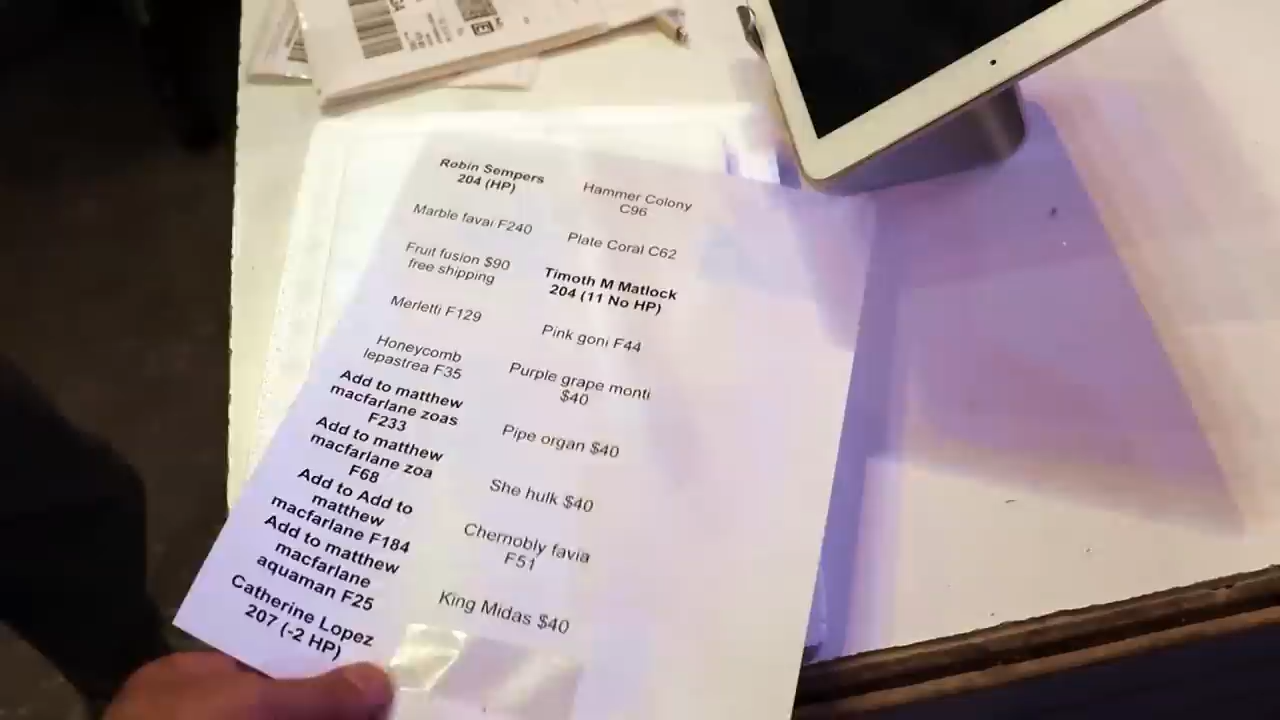 Robin Sempers
204 (HP)
Marble favai F240
Fruit fusion $90
free shipping
Merletti F129
Honeycomb
lepastrea F35
Add to matthew
macfarlane zoas
F233
Add to matthew
macfarlane zoa
F68
Add to Add to
matthew
macfarlane F184
Add to matthew
macfarlane
aquaman F25
Catherine Lopez
207 (-2 HP)
Hammer Colony
C96
Plate Coral C62
Timoth M Matlock
204 (11 No HP)
Pink goni F44
Purple grape monti
$40
Pipe organ $40
She hulk $40
Chernobly favia
F51
King Midas $40